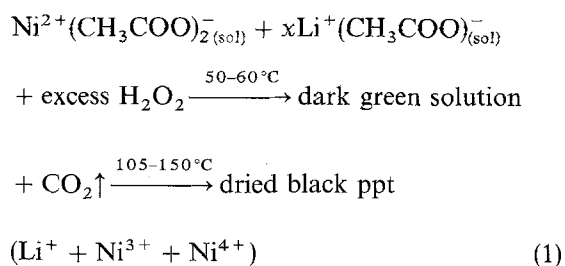 Ni²⁺(CH₃COO)₂⁻₍sol₎ + xLi⁺(CH₃COO)⁻₍sol₎
+ excess H₂O₂ —50–60 °C→ dark green solution
+ CO₂↑ —105–150 °C→ dried black ppt
(Li⁺ + Ni³⁺ + Ni⁴⁺) (1)